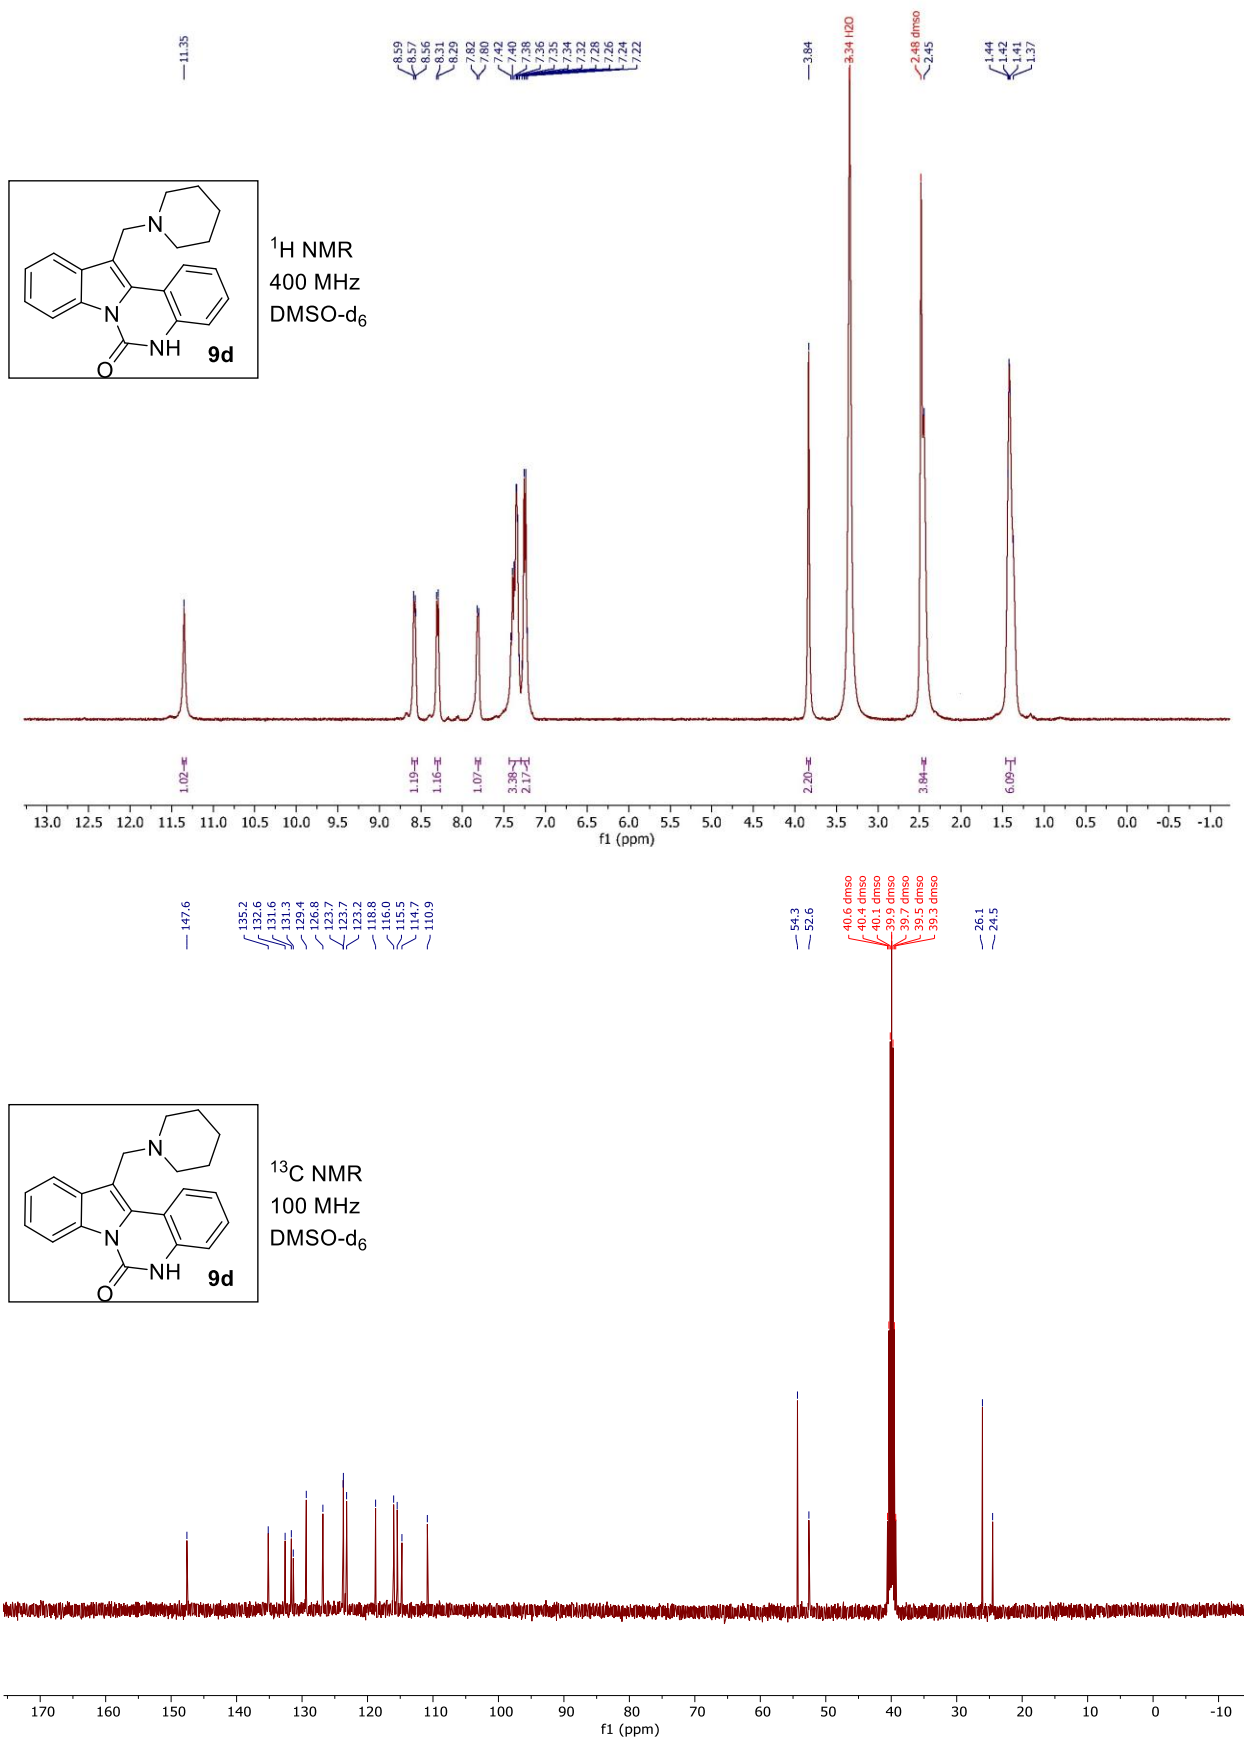 11.35
8.59
8.57
8.56
8.31
8.29
7.82
7.80
7.42
7.40
7.38
7.36
7.35
7.34
7.32
7.28
7.26
7.24
7.22
3.84
3.34 H2O
2.48 dmso
2.45
1.44
1.42
1.41
1.37
N
N
NH
O
9d
¹H NMR
400 MHz
DMSO-d₆
1.02
1.19
1.16
1.07
3.38
2.17
2.20
3.84
6.09
13.0 12.5 12.0 11.5 11.0 10.5 10.0 9.5 9.0 8.5 8.0 7.5 7.0 6.5 6.0 5.5 5.0 4.5 4.0 3.5 3.0 2.5 2.0 1.5 1.0 0.5 0.0 -0.5 -1.0
f1 (ppm)
147.6
135.2
132.6
131.6
131.3
129.4
126.8
123.7
123.7
123.2
118.8
116.0
115.5
114.7
110.9
54.3
52.6
40.6 dmso
40.4 dmso
40.1 dmso
39.9 dmso
39.7 dmso
39.5 dmso
39.3 dmso
26.1
24.5
N
N
NH
O
9d
¹³C NMR
100 MHz
DMSO-d₆
170 160 150 140 130 120 110 100 90 80 70 60 50 40 30 20 10 0 -10
f1 (ppm)